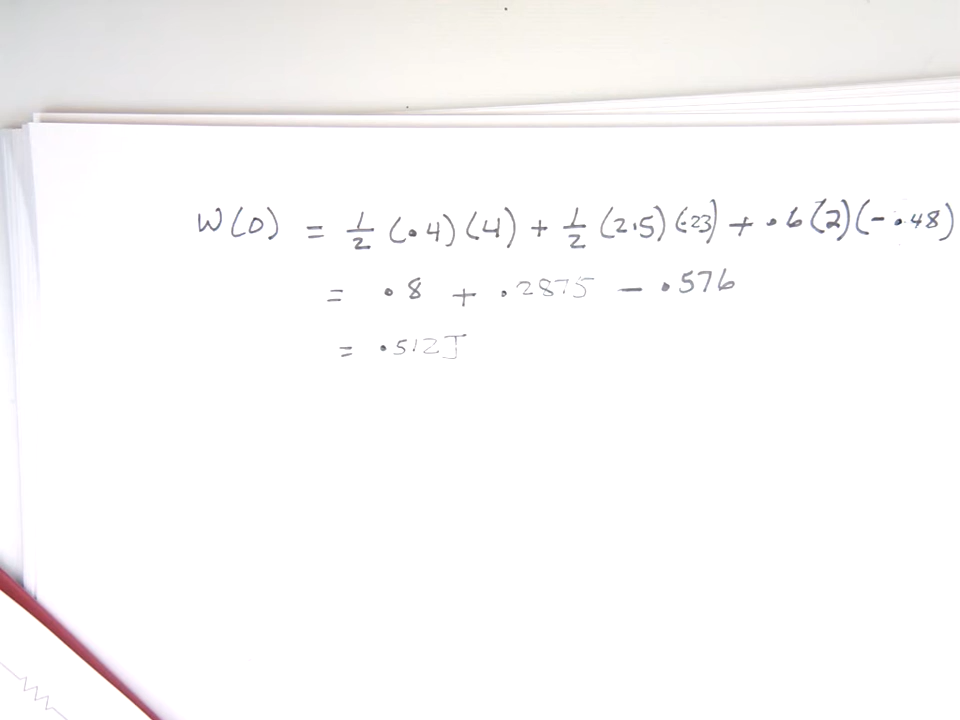 W(0) = 1/2 (.4)(4) + 1/2 (2.5)(.23) + .6(2)(-.48)
= .8 + .2875 - .576
= .512J